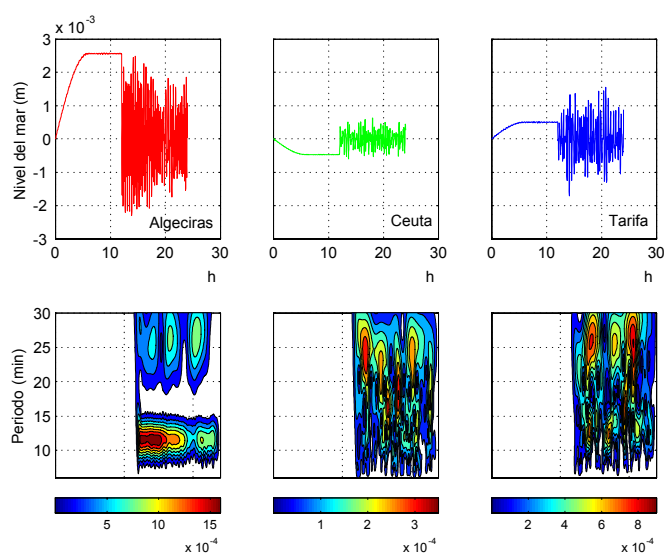 x 10⁻³
3
2
1
0
-1
-2
-3
Nivel del mar (m)
0 10 20 30
Algeciras
h
0 10 20 30
Ceuta
h
0 10 20 30
Tarifa
h
30
25
20
15
10
Período (min)
5 10 15
x 10⁻⁴
1 2 3
x 10⁻⁴
2 4 6 8
x 10⁻⁴